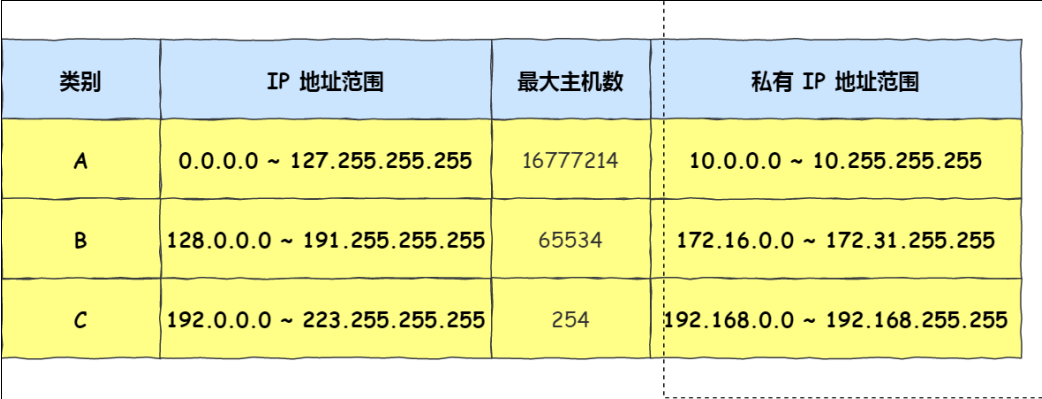 类别 IP 地址范围 最大主机数 私有 IP 地址范围
A 0.0.0.0 ~ 127.255.255.255 16777214 10.0.0.0 ~ 10.255.255.255
B 128.0.0.0 ~ 191.255.255.255 65534 172.16.0.0 ~ 172.31.255.255
C 192.0.0.0 ~ 223.255.255.255 254 192.168.0.0 ~ 192.168.255.255